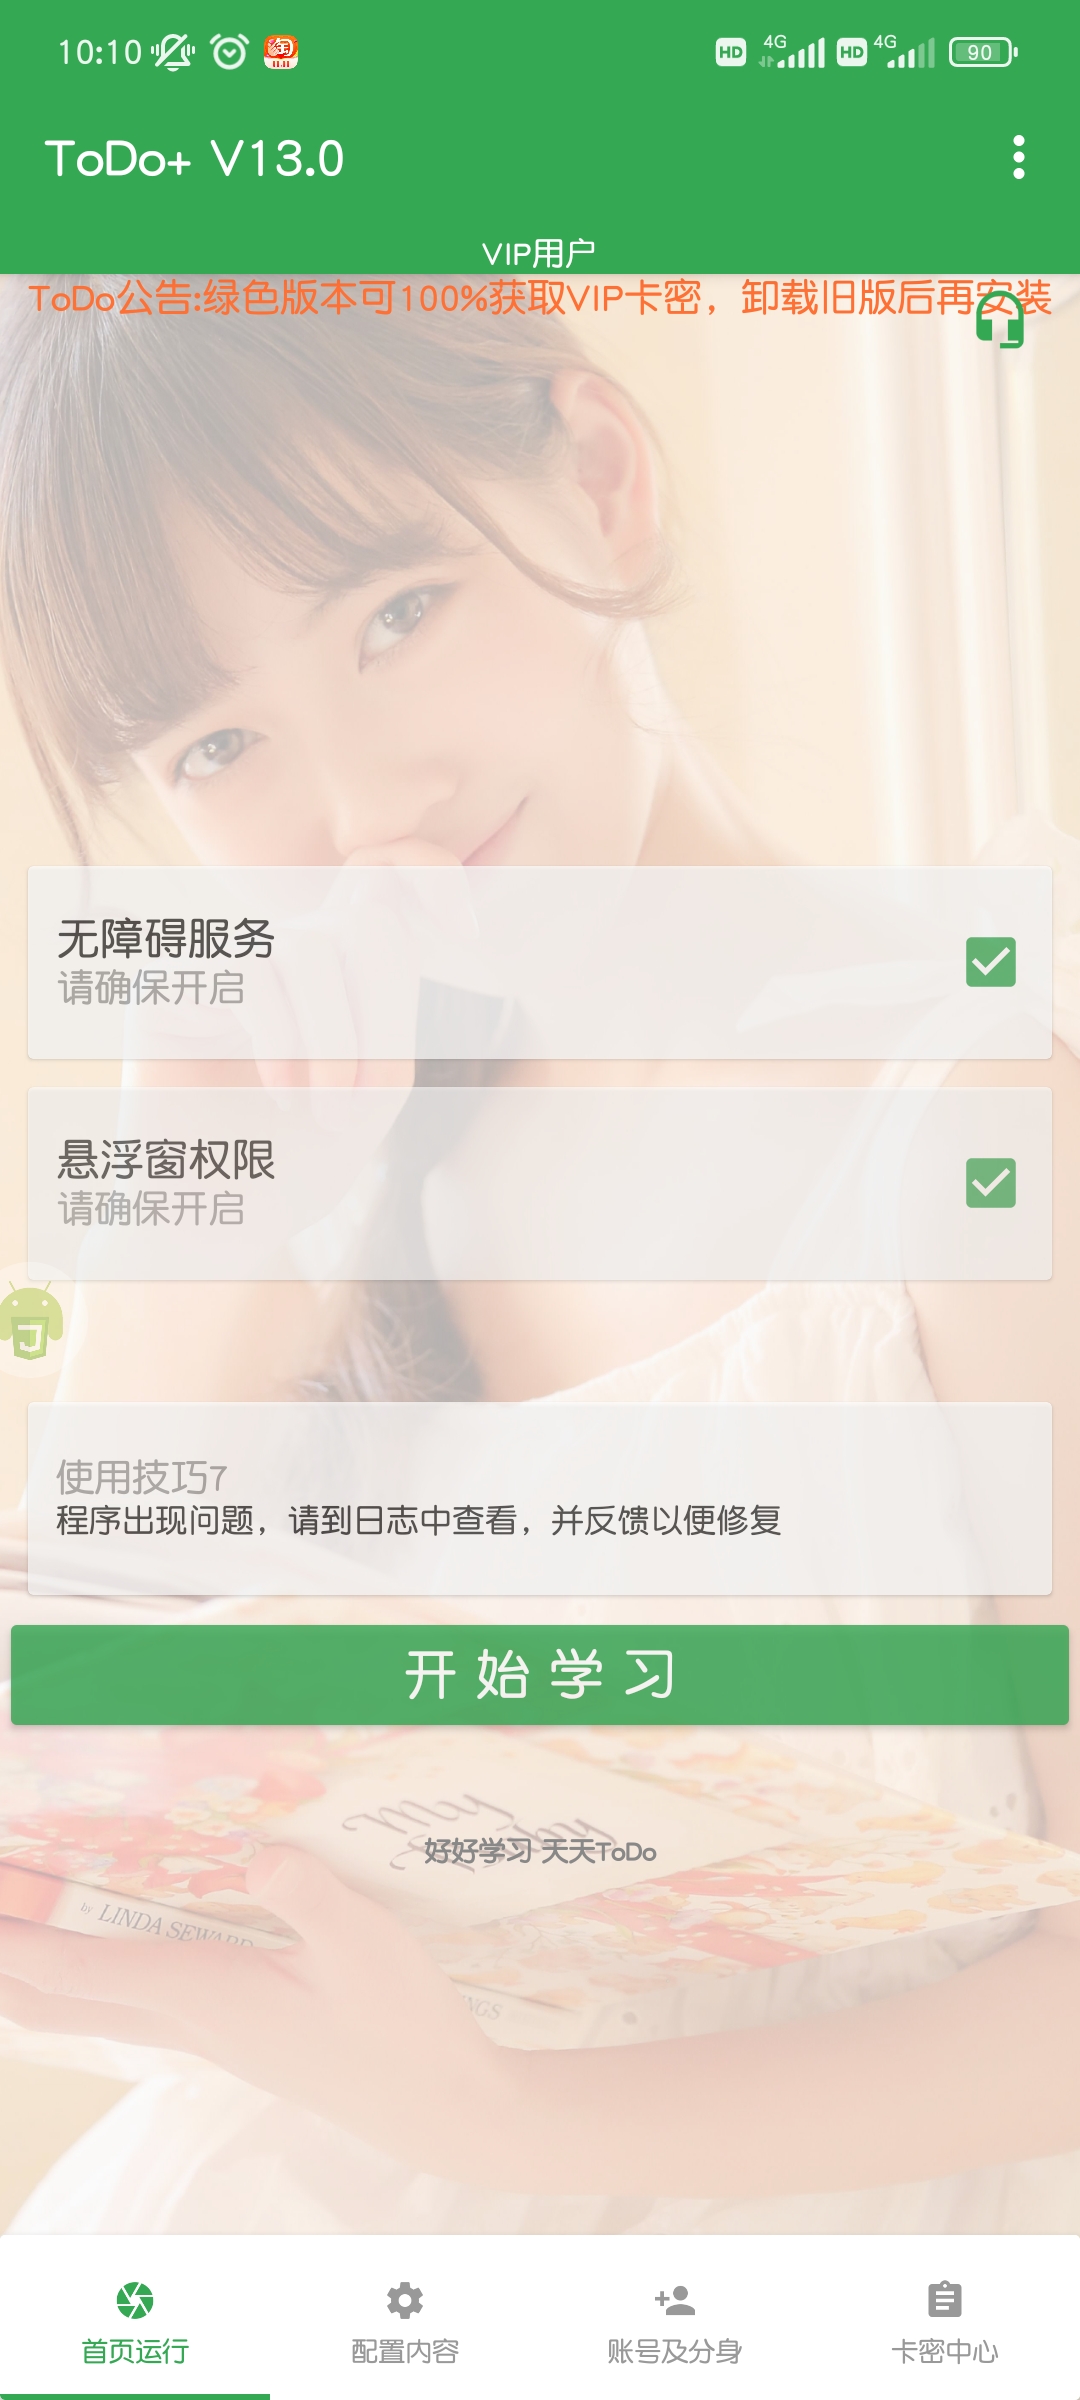 10:10
淘
11.11
HD
4G
HD
4G
90
ToDo+ V13.0
VIP用户
ToDo公告:绿色版本可100%获取VIP卡密，卸载旧版后再安装
无障碍服务
请确保开启
悬浮窗权限
请确保开启
使用技巧7
程序出现问题，请到日志中查看，并反馈以便修复
开始学习
好好学习 天天ToDo
by LINDA SEWARD
首页运行
配置内容
账号及分身
卡密中心